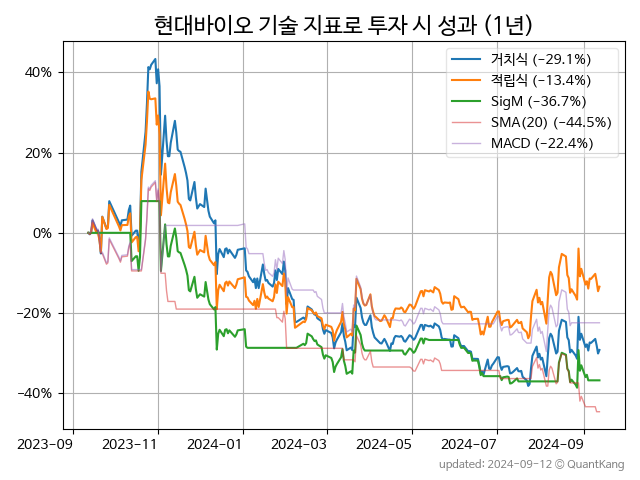 현대바이오 기술 지표로 투자 시 성과 (1년)
거치식 (−29.1%)
적립식 (−13.4%)
SigM (−36.7%)
SMA(20) (−44.5%)
MACD (−22.4%)
40%
20%
0%
−20%
−40%
2023-09
2023-11
2024-01
2024-03
2024-05
2024-07
2024-09
updated: 2024-09-12 © QuantKang